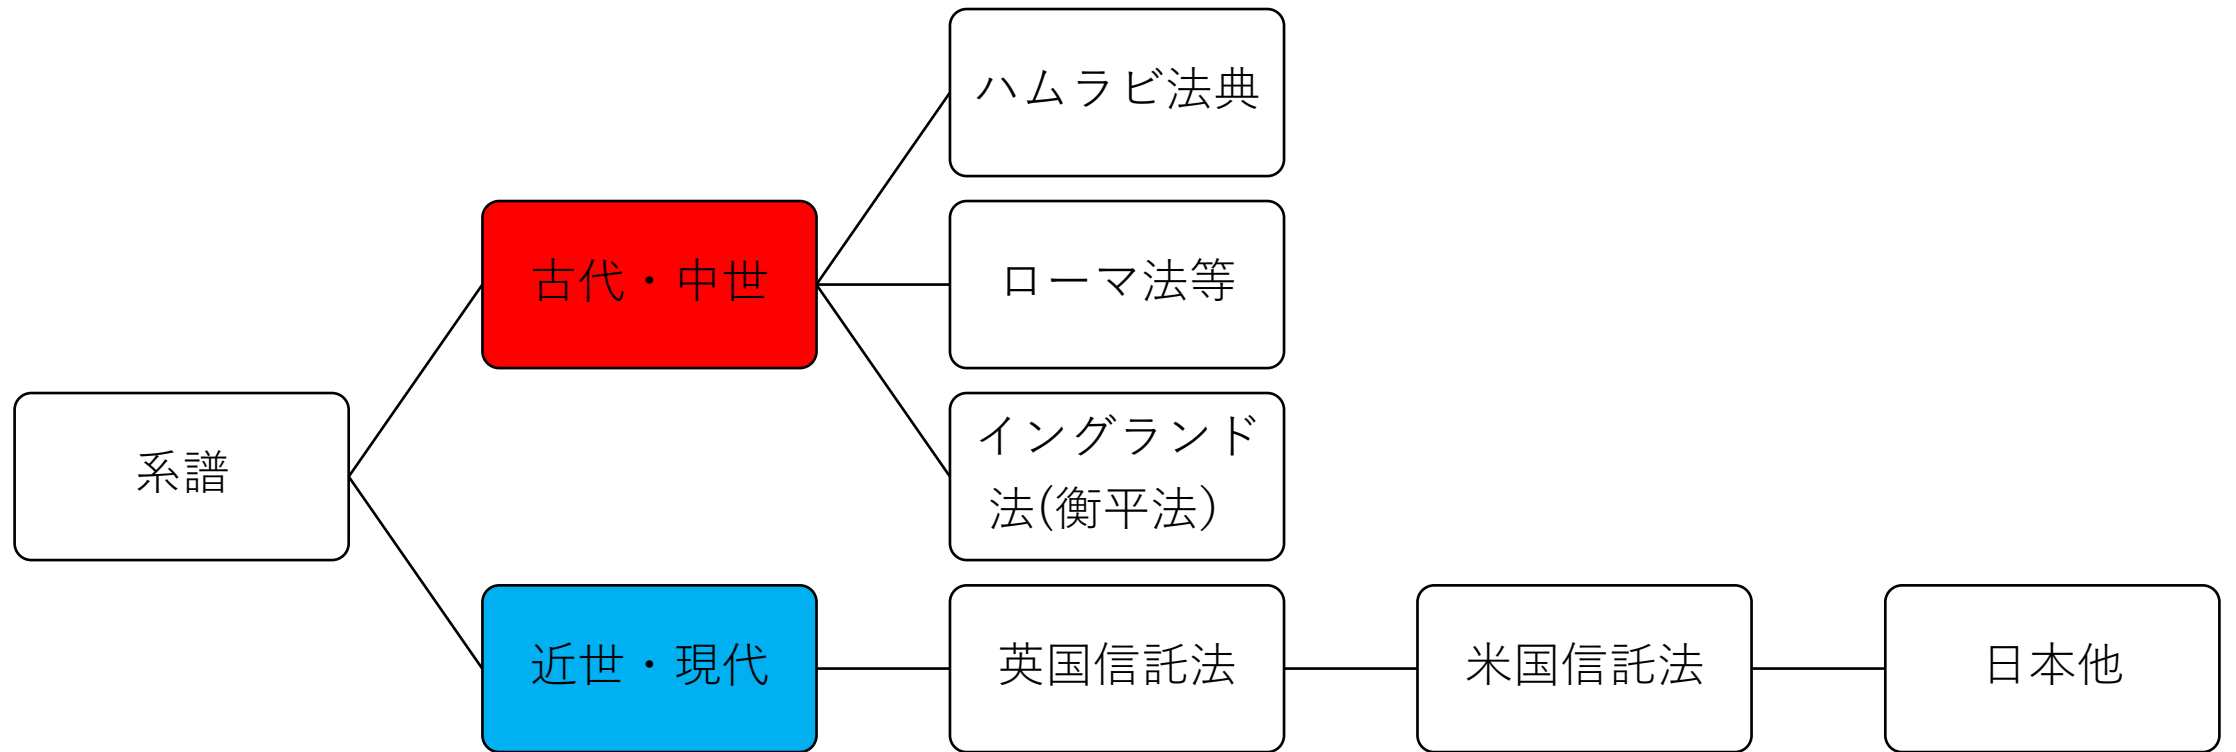 ハムラビ法典
古代・中世
ローマ法等
系譜
イングランド
法(衡平法）
近世・現代
英国信託法
米国信託法
日本他